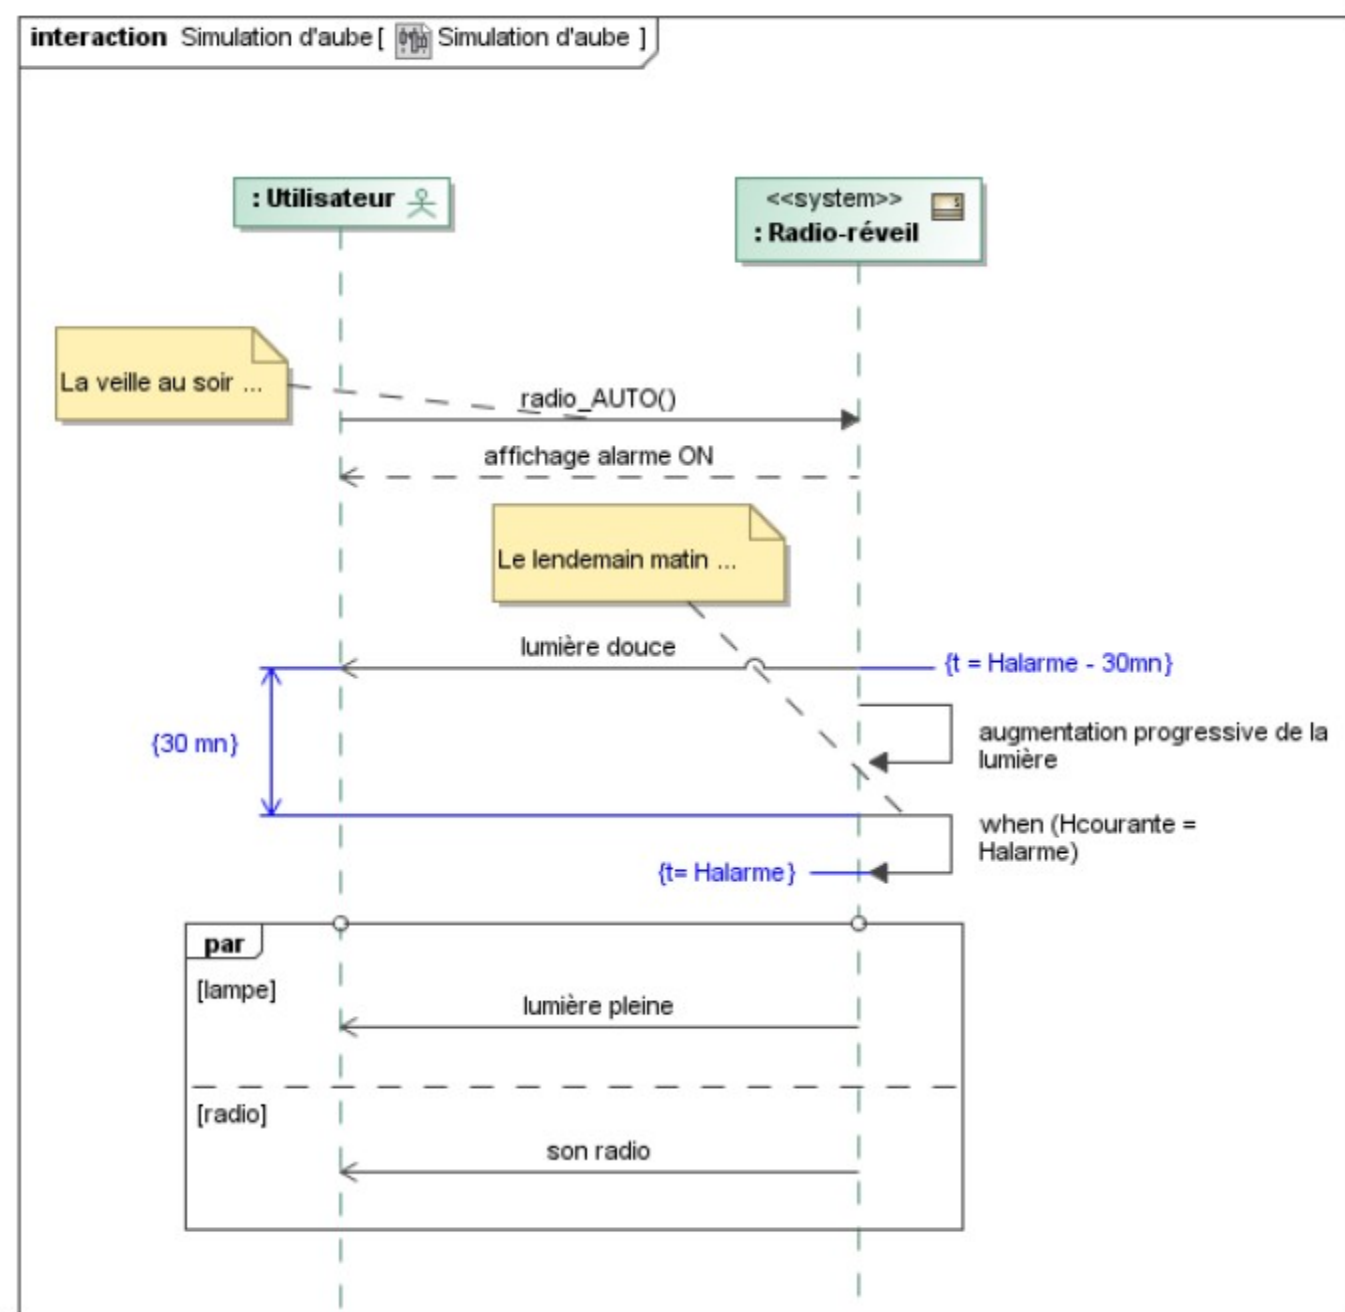 interaction Simulation d'aube [ Simulation d'aube ]
: Utilisateur
<<system>>
: Radio-réveil
La veille au soir ...
radio_AUTO()
affichage alarme ON
Le lendemain matin ...
lumière douce
{t = Halarme - 30mn}
{30 mn}
augmentation progressive de la
lumière
when (Hcourante =
Halarme)
{t= Halarme}
par
[lampe]
lumière pleine
[radio]
son radio